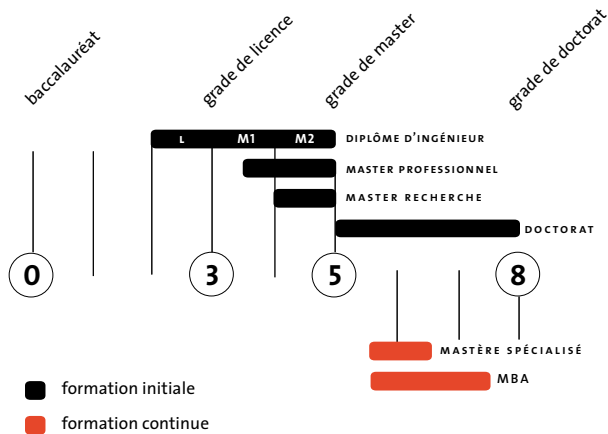 baccalauréat
grade de licence
grade de master
grade de doctorat
L M1 M2 DIPLÔME D'INGÉNIEUR
MASTER PROFESSIONNEL
MASTER RECHERCHE
DOCTORAT
0 3 5 8
MASTÈRE SPÉCIALISÉ
MBA
formation initiale
formation continue